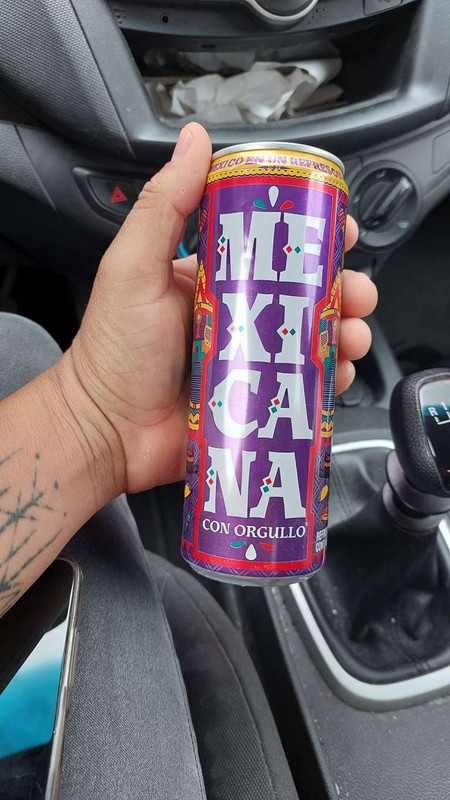 MÉXICO EN UN REFRESCO
ME
XI
CA
NA
CON ORGULLO
R